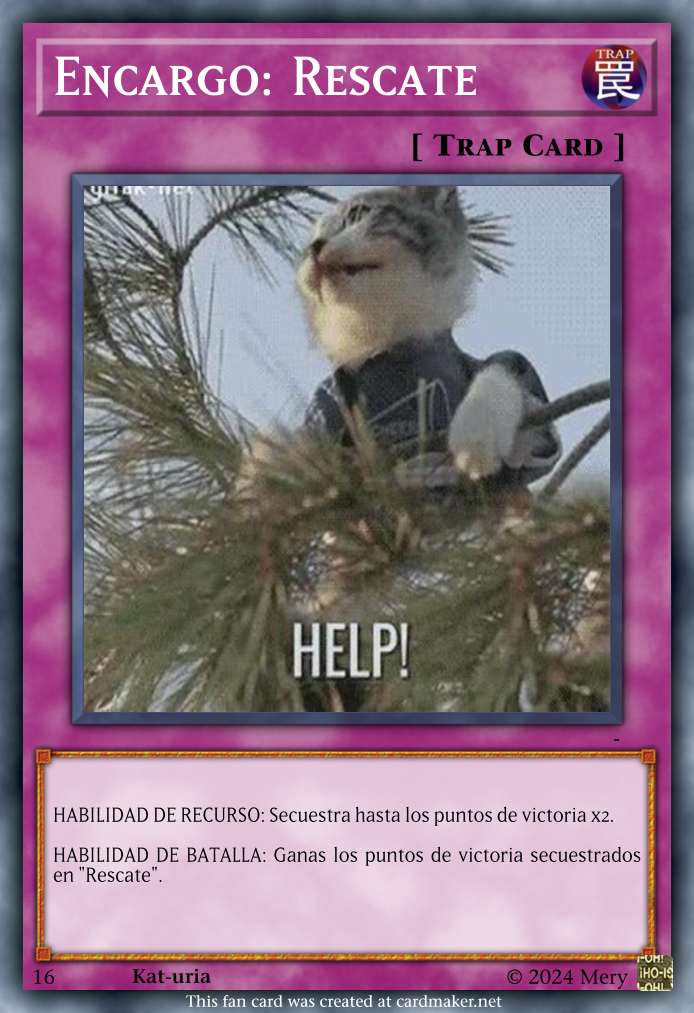 Encargo: Rescate
TRAP
罠
[ Trap Card ]
HELP!
-
HABILIDAD DE RECURSO: Secuestra hasta los puntos de victoria x2.
HABILIDAD DE BATALLA: Ganas los puntos de victoria secuestrados
en "Rescate".
16
Kat-uria
© 2024 Mery
This fan card was created at cardmaker.net